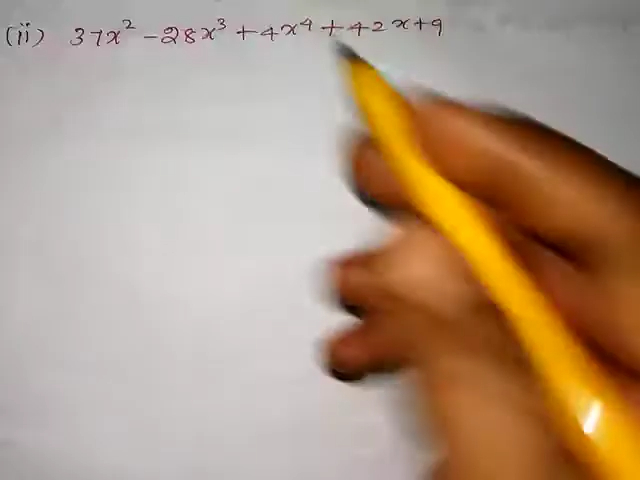 (ii) 37x² - 28x³ + 4x⁴ + 42x + 9